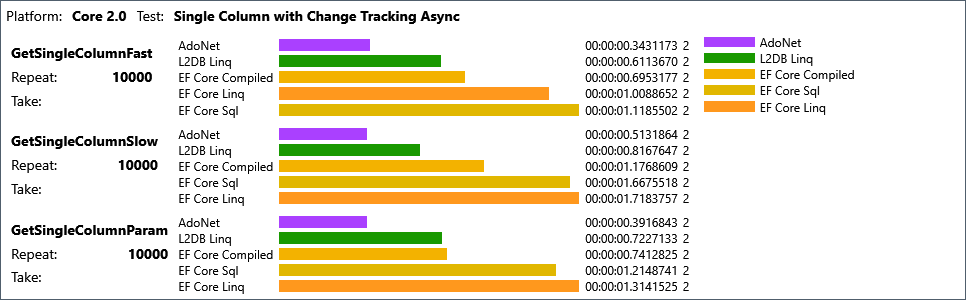 Platform: Core 2.0 Test: Single Column with Change Tracking Async
GetSingleColumnFast
Repeat: 10000
Take:
AdoNet 00:00:00.3431173 2
L2DB Linq 00:00:00.6113670 2
EF Core Compiled 00:00:00.6953177 2
EF Core Linq 00:00:01.0088652 2
EF Core Sql 00:00:01.1185502 2
GetSingleColumnSlow
Repeat: 10000
Take:
AdoNet 00:00:00.5131864 2
L2DB Linq 00:00:00.8167647 2
EF Core Compiled 00:00:01.1768609 2
EF Core Sql 00:00:01.6675518 2
EF Core Linq 00:00:01.7183757 2
GetSingleColumnParam
Repeat: 10000
Take:
AdoNet 00:00:00.3916843 2
L2DB Linq 00:00:00.7227133 2
EF Core Compiled 00:00:00.7412825 2
EF Core Sql 00:00:01.2148741 2
EF Core Linq 00:00:01.3141525 2
AdoNet
L2DB Linq
EF Core Compiled
EF Core Sql
EF Core Linq